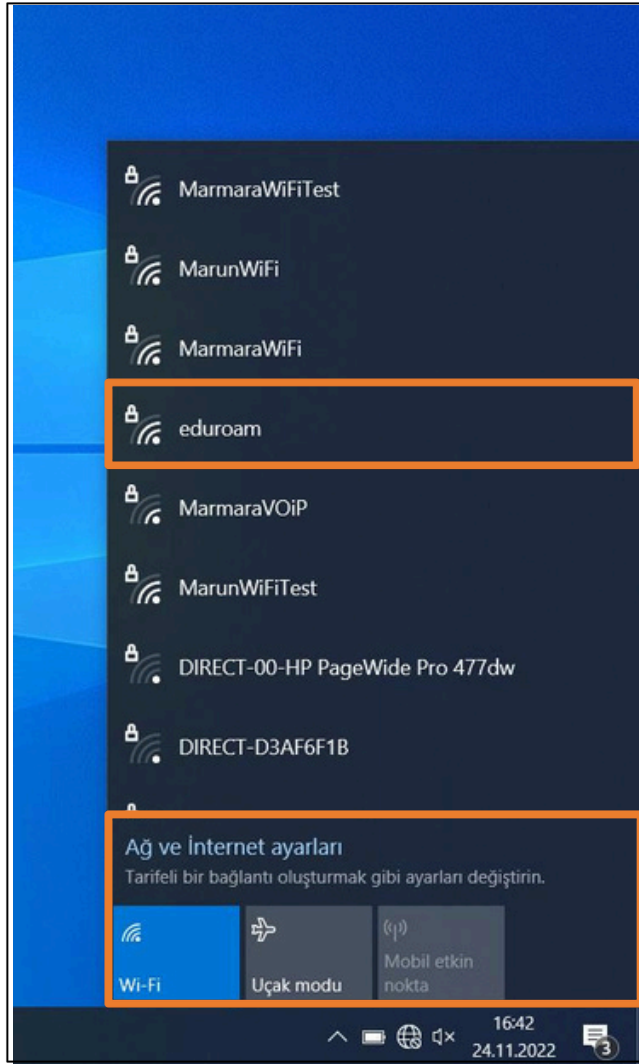 MarmaraWiFiTest
MarunWiFi
MarmaraWiFi
eduroam
MarmaraVOiP
MarunWiFiTest
DIRECT-00-HP PageWide Pro 477dw
DIRECT-D3AF6F1B
Ağ ve İnternet ayarları
Tarifeli bir bağlantı oluşturmak gibi ayarları değiştirin.
Wi-Fi
Uçak modu
Mobil etkin
nokta
16:42
24.11.2022
3